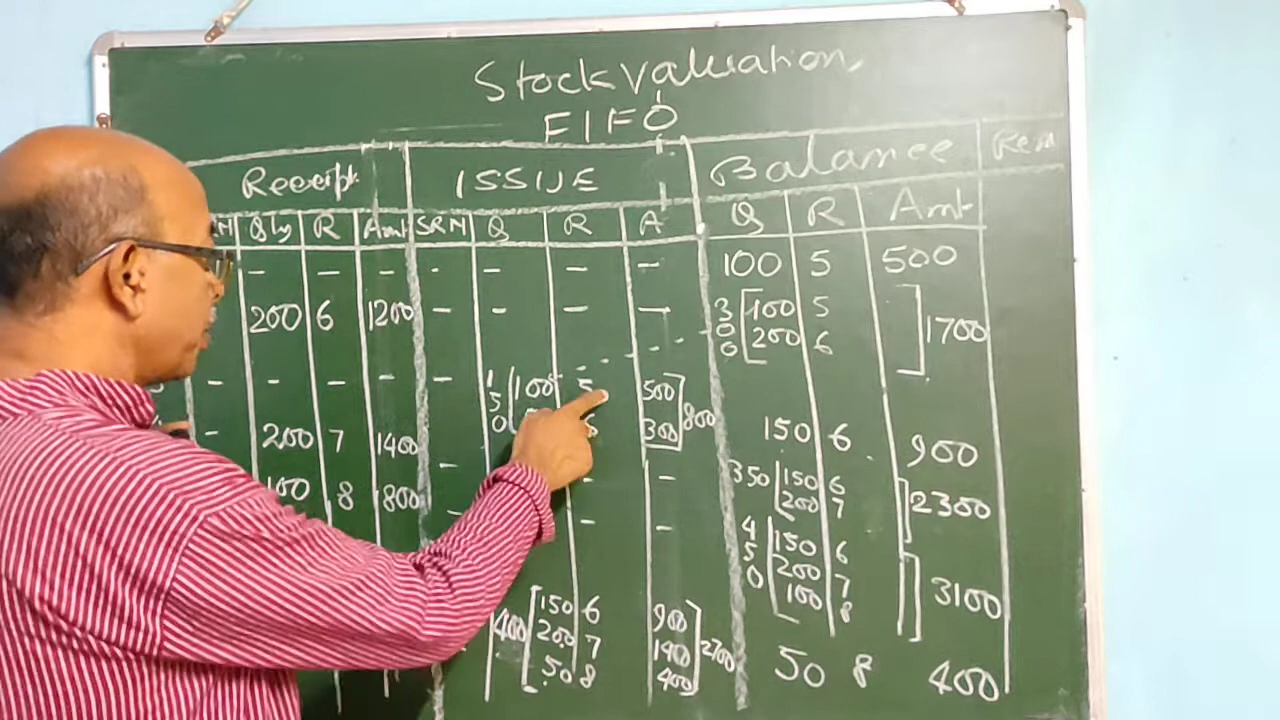 Stock Valuation,
FIFO
Receipt ISSUE Balance Rem
Qty R Amt SRN Q R A Q R Amt
- - - - - - - 100 5 500
200 6 1200 - - - - 300 [100 5 ] 1700
200 6
- - - - 150 [100 5 500 ] 800
6 300 150 6 900
- 200 7 1400 - - - 350 [150 6 ] 2300
200 7
100 8 800 - - - 450 [150 6 ] 3100
200 7
100 8
400 [150 6 900 ] 2700
200 7 1400
50 8 400 50 8 400